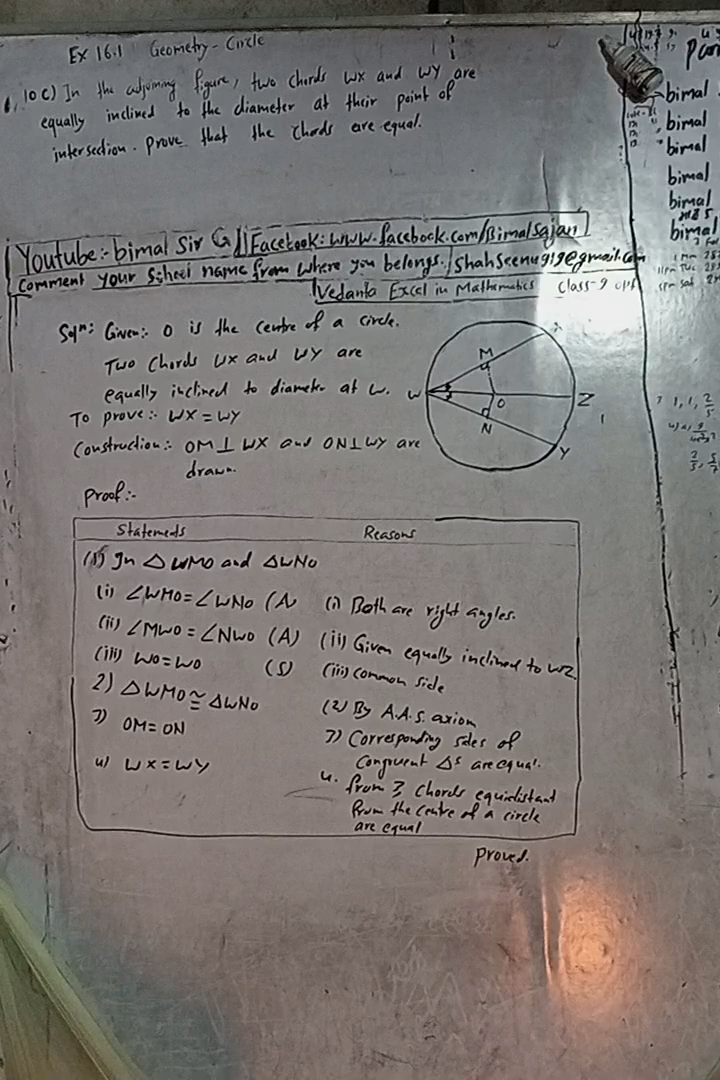 Ex 16.1 Geometry - Circle
10 c) In the adjoining figure, two chords WX and WY are
equally inclined to the diameter at their point of
intersection. Prove that the chords are equal.
Youtube:- bimal Sir G || Facebook: www.facebook.com/Bimalsajan
Comment your School name from where you belongs. / shahseemu919@gmail.com
Vedanta Excel in Mathematics Class-9 opt
Solⁿ: Given:- O is the centre of a circle.
Two Chords WX and WY are
equally inclined to diameter at W.
To prove:- WX = WY
Construction:- OM ⊥ WX and ON ⊥ WY are
drawn.
M
W
O
Z
N
Y
Proof:-
Statements Reasons
(1) In △ WMO and △WNO
(i) ∠WMO = ∠WNO (A (i) Both are right angles.
(ii) ∠MWO = ∠NWO (A) (ii) Given equally inclined to WZ.
(iii) WO = WO (S) (iii) common side
2) △WMO ≅ △WNO (2) By A.A.S. axiom
3) OM = ON 3) Corresponding sides of
Congruent △s are equal.
4) WX = WY 4. from 3, Chords equidistant
from the centre of a circle
are equal
Proved.
bimal
bimal
bimal
bimal
bimal
bimal